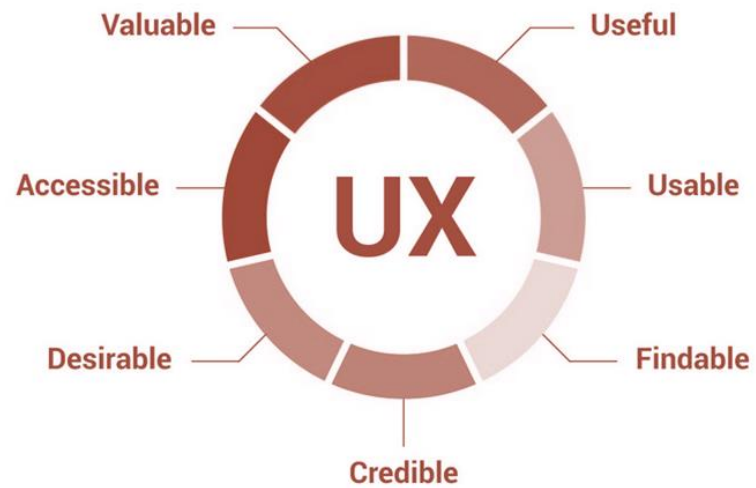 Valuable
Useful
Accessible
UX
Usable
Desirable
Findable
Credible